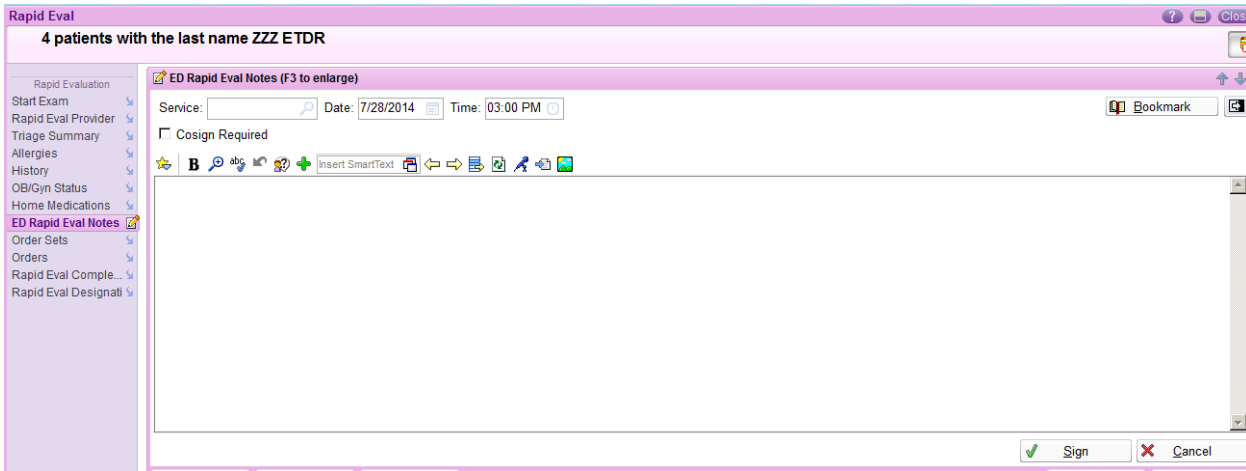 Rapid Eval
? Clos
4 patients with the last name ZZZ ETDR
Rapid Evaluation
Start Exam
Rapid Eval Provider
Triage Summary
Allergies
History
OB/Gyn Status
Home Medications
ED Rapid Eval Notes
Order Sets
Orders
Rapid Eval Comple...
Rapid Eval Designati
ED Rapid Eval Notes (F3 to enlarge)
Service: Date: 7/28/2014 Time: 03:00 PM Bookmark
Cosign Required
B abc Insert SmartText
Sign Cancel